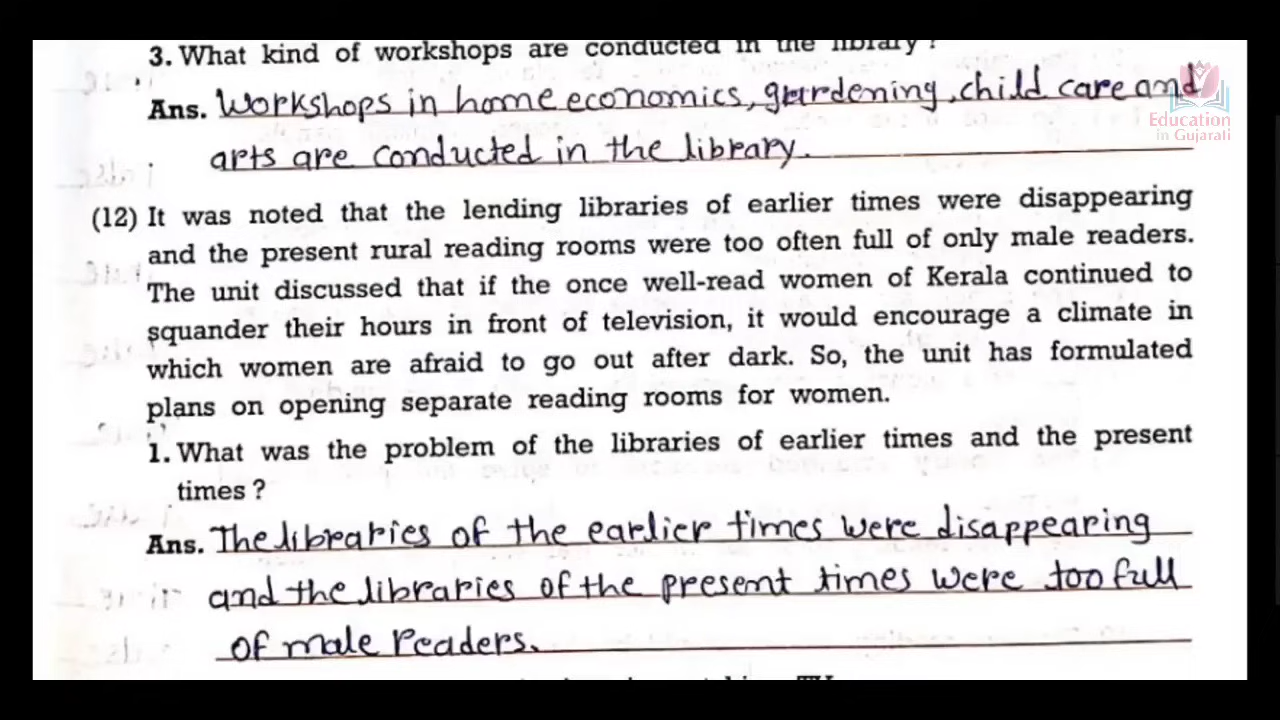 3. What kind of workshops are conducted in the library?
Ans. Workshops in home economics, gardening, child care and
arts are conducted in the library.
Education
in Gujarati
(12) It was noted that the lending libraries of earlier times were disappearing
and the present rural reading rooms were too often full of only male readers.
The unit discussed that if the once well-read women of Kerala continued to
squander their hours in front of television, it would encourage a climate in
which women are afraid to go out after dark. So, the unit has formulated
plans on opening separate reading rooms for women.
1. What was the problem of the libraries of earlier times and the present
times ?
Ans. The libraries of the earlier times were disappearing
and the libraries of the present times were too full
of male readers.